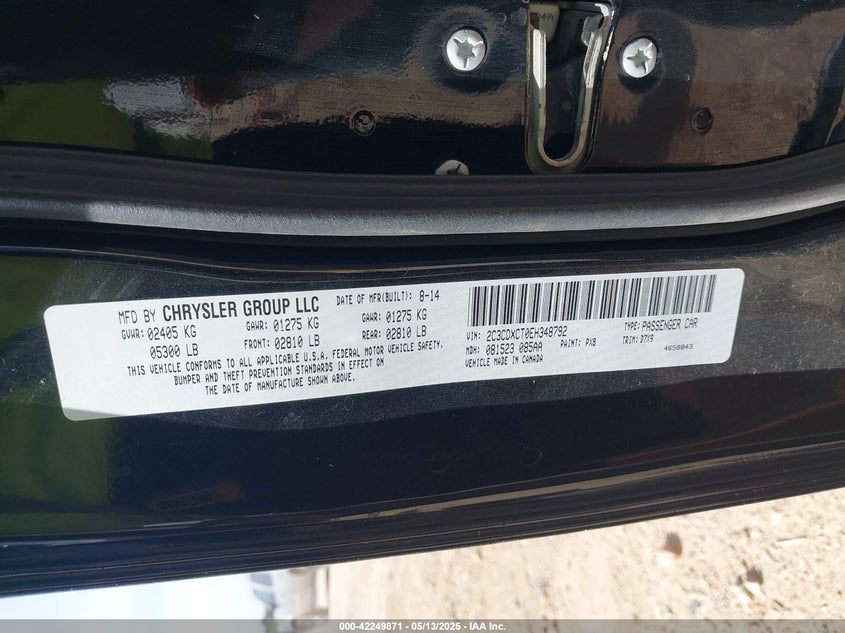 4A
MFD BY CHRYSLER GROUP LLC
DATE OF MFR(BUILT): 8-14
GVWR: 02405 KG
GAWR: 01275 KG
GAWR: 01275 KG
05300 LB
FRONT: 02810 LB
REAR: 02810 LB
THIS VEHICLE CONFORMS TO ALL APPLICABLE U.S.A. FEDERAL MOTOR VEHICLE SAFETY,
BUMPER AND THEFT PREVENTION STANDARDS IN EFFECT ON
THE DATE OF MANUFACTURE SHOWN ABOVE.
VIN: 2C3CDXCT0EH348792
TYPE: PASSENGER CAR
MDH: 081523 085AA
PAINT: PX8
TRIM: D7X9
VEHICLE MADE IN CANADA
4658843
000-42249871 - 05/13/2025 - IAA, Inc.